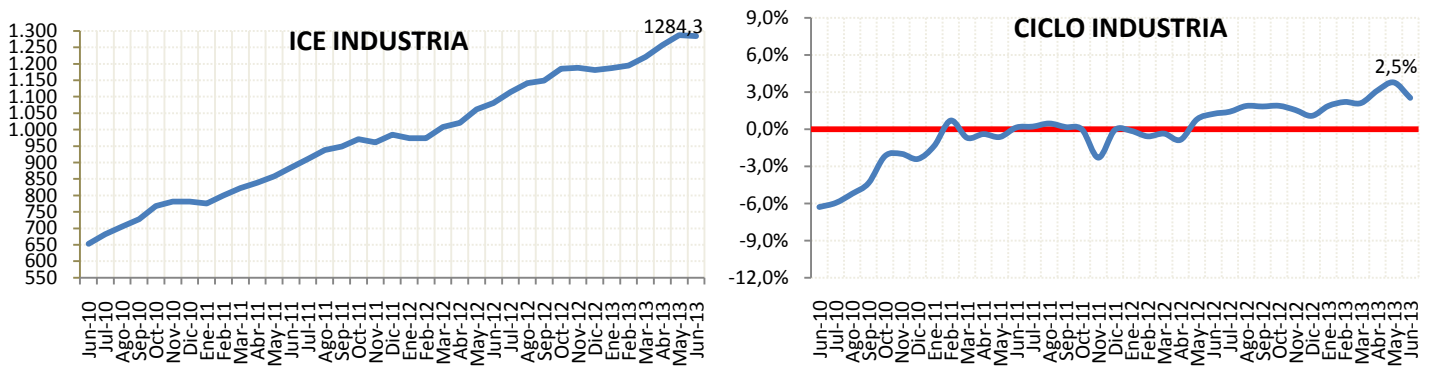 ICE INDUSTRIA
1284,3
1.300
1.250
1.200
1.150
1.100
1.050
1.000
950
900
850
800
750
700
650
600
550
Jun-10
Jul-10
Ago-10
Sep-10
Oct-10
Nov-10
Dic-10
Ene-11
Feb-11
Mar-11
Abr-11
May-11
Jun-11
Jul-11
Ago-11
Sep-11
Oct-11
Nov-11
Dic-11
Ene-12
Feb-12
Mar-12
Abr-12
May-12
Jun-12
Jul-12
Ago-12
Sep-12
Oct-12
Nov-12
Dic-12
Ene-13
Feb-13
Mar-13
Abr-13
May-13
Jun-13
CICLO INDUSTRIA
2,5%
9,0%
6,0%
3,0%
0,0%
-3,0%
-6,0%
-9,0%
-12,0%
Jun-10
Jul-10
Ago-10
Sep-10
Oct-10
Nov-10
Dic-10
Ene-11
Feb-11
Mar-11
Abr-11
May-11
Jun-11
Jul-11
Ago-11
Sep-11
Oct-11
Nov-11
Dic-11
Ene-12
Feb-12
Mar-12
Abr-12
May-12
Jun-12
Jul-12
Ago-12
Sep-12
Oct-12
Nov-12
Dic-12
Ene-13
Feb-13
Mar-13
Abr-13
May-13
Jun-13